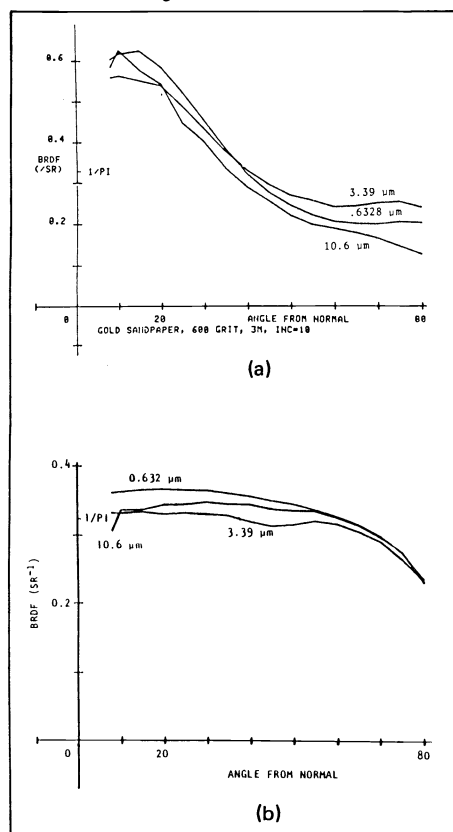 0.6
0.4
BRDF
(/SR)
1/PI
3.39 µm
.6328 µm
0.2
10.6 µm
0
20
ANGLE FROM NORMAL
80
GOLD SANDPAPER, 600 GRIT, 3M, INC=10
(a)
0.4
0.632 µm
1/PI
10.6 µm
3.39 µm
BRDF (SR-1)
0.2
0
20
80
ANGLE FROM NORMAL
(b)